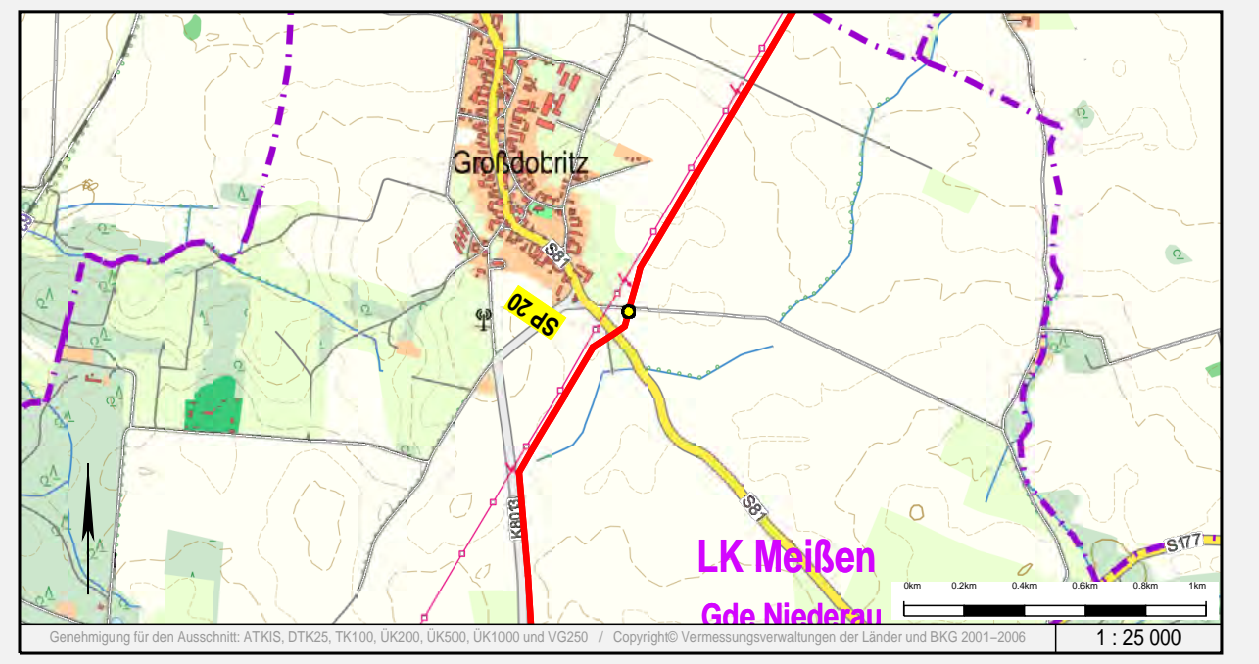 Großdobritz
S81
SP 20
K8013
S81
S177
LK Meißen
Gde Niederau
0km 0.2km 0.4km 0.6km 0.8km 1km
Genehmigung für den Ausschnitt: ATKIS, DTK25, TK100, ÜK200, ÜK500, ÜK1000 und VG250 / Copyright© Vermessungsverwaltungen der Länder und BKG 2001–2006
1 : 25 000